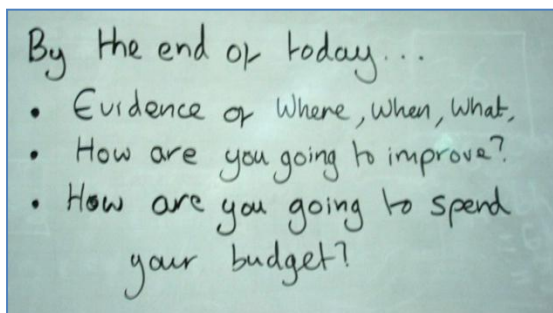 By the end of today...
• Evidence of Where, When, What,
• How are you going to improve?
• How are you going to spend
your budget?